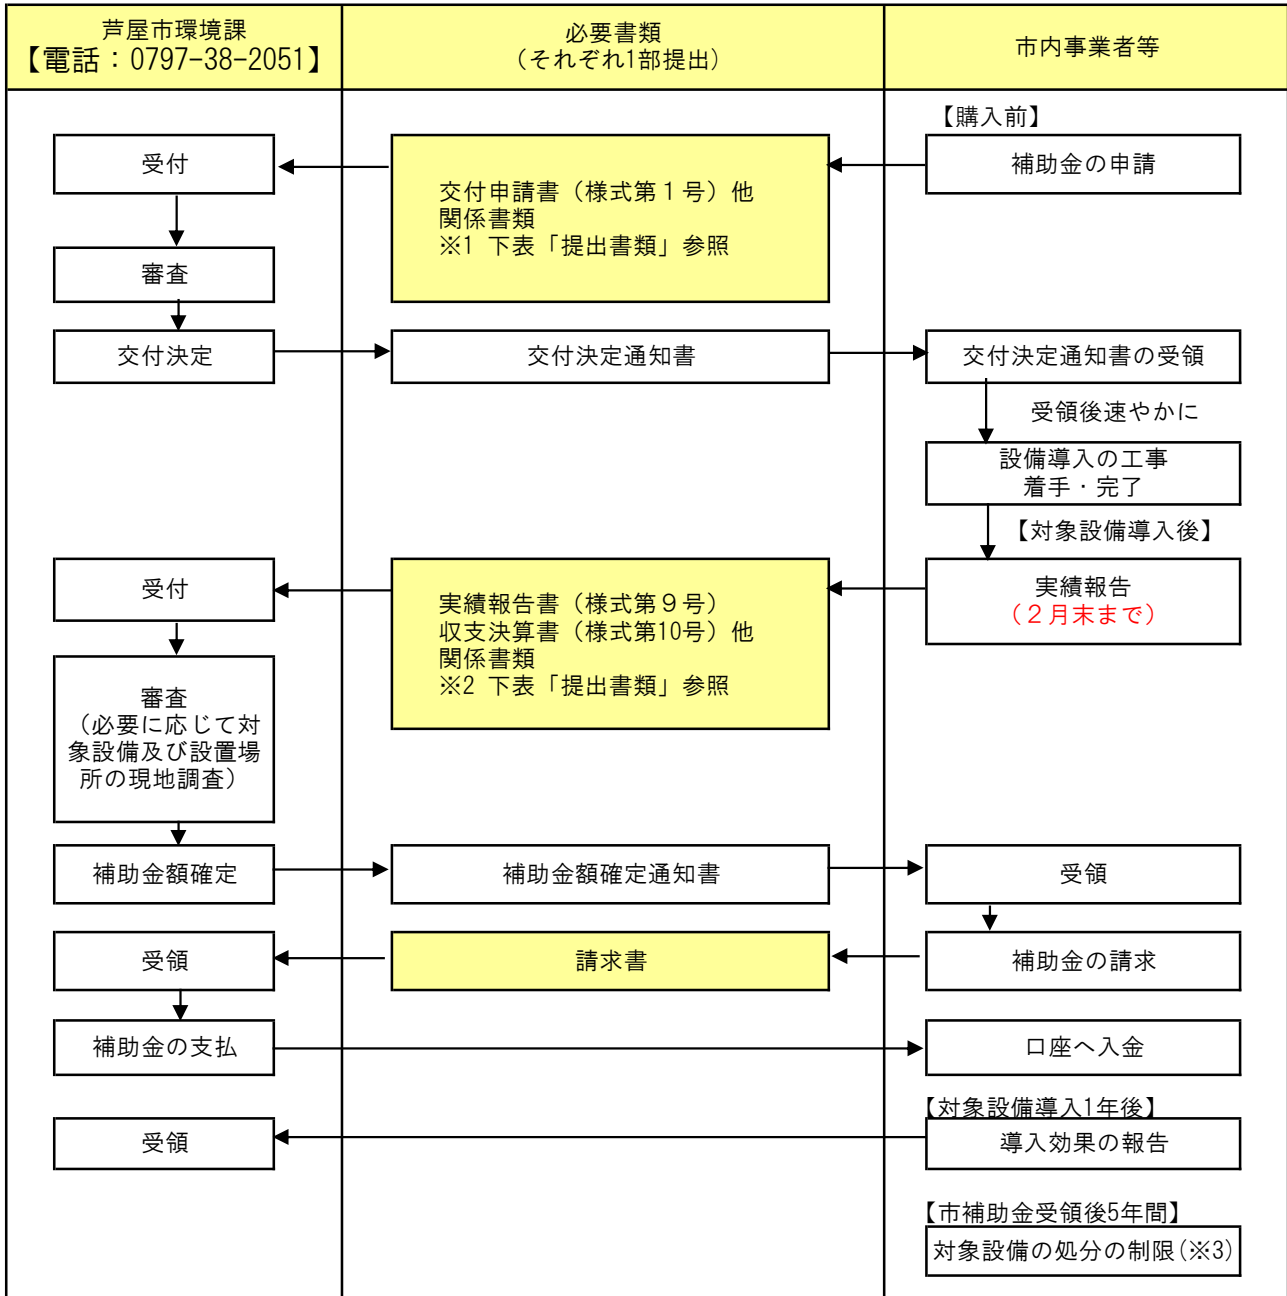 芦屋市環境課
【電話：0797-38-2051】
必要書類
（それぞれ1部提出）
市内事業者等
【購入前】
受付
交付申請書（様式第１号）他
関係書類
※1 下表「提出書類」参照
補助金の申請
審査
交付決定
交付決定通知書
交付決定通知書の受領
受領後速やかに
設備導入の工事
着手・完了
【対象設備導入後】
受付
実績報告書（様式第９号）
収支決算書（様式第10号）他
関係書類
※2 下表「提出書類」参照
実績報告
（２月末まで）
審査
（必要に応じて対
象設備及び設置場
所の現地調査）
補助金額確定
補助金額確定通知書
受領
受領
請求書
補助金の請求
補助金の支払
口座へ入金
【対象設備導入1年後】
受領
導入効果の報告
【市補助金受領後5年間】
対象設備の処分の制限(※3)